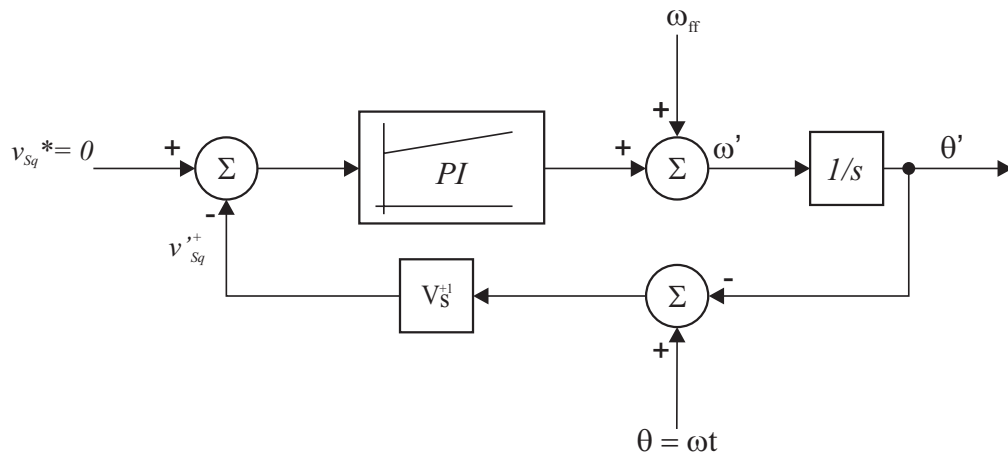 ω_ff
+
v_Sq*= 0 + Σ PI + Σ ω' 1/s θ'
-
v'_Sq^+ V_S^+1 Σ -
+
θ = ωt